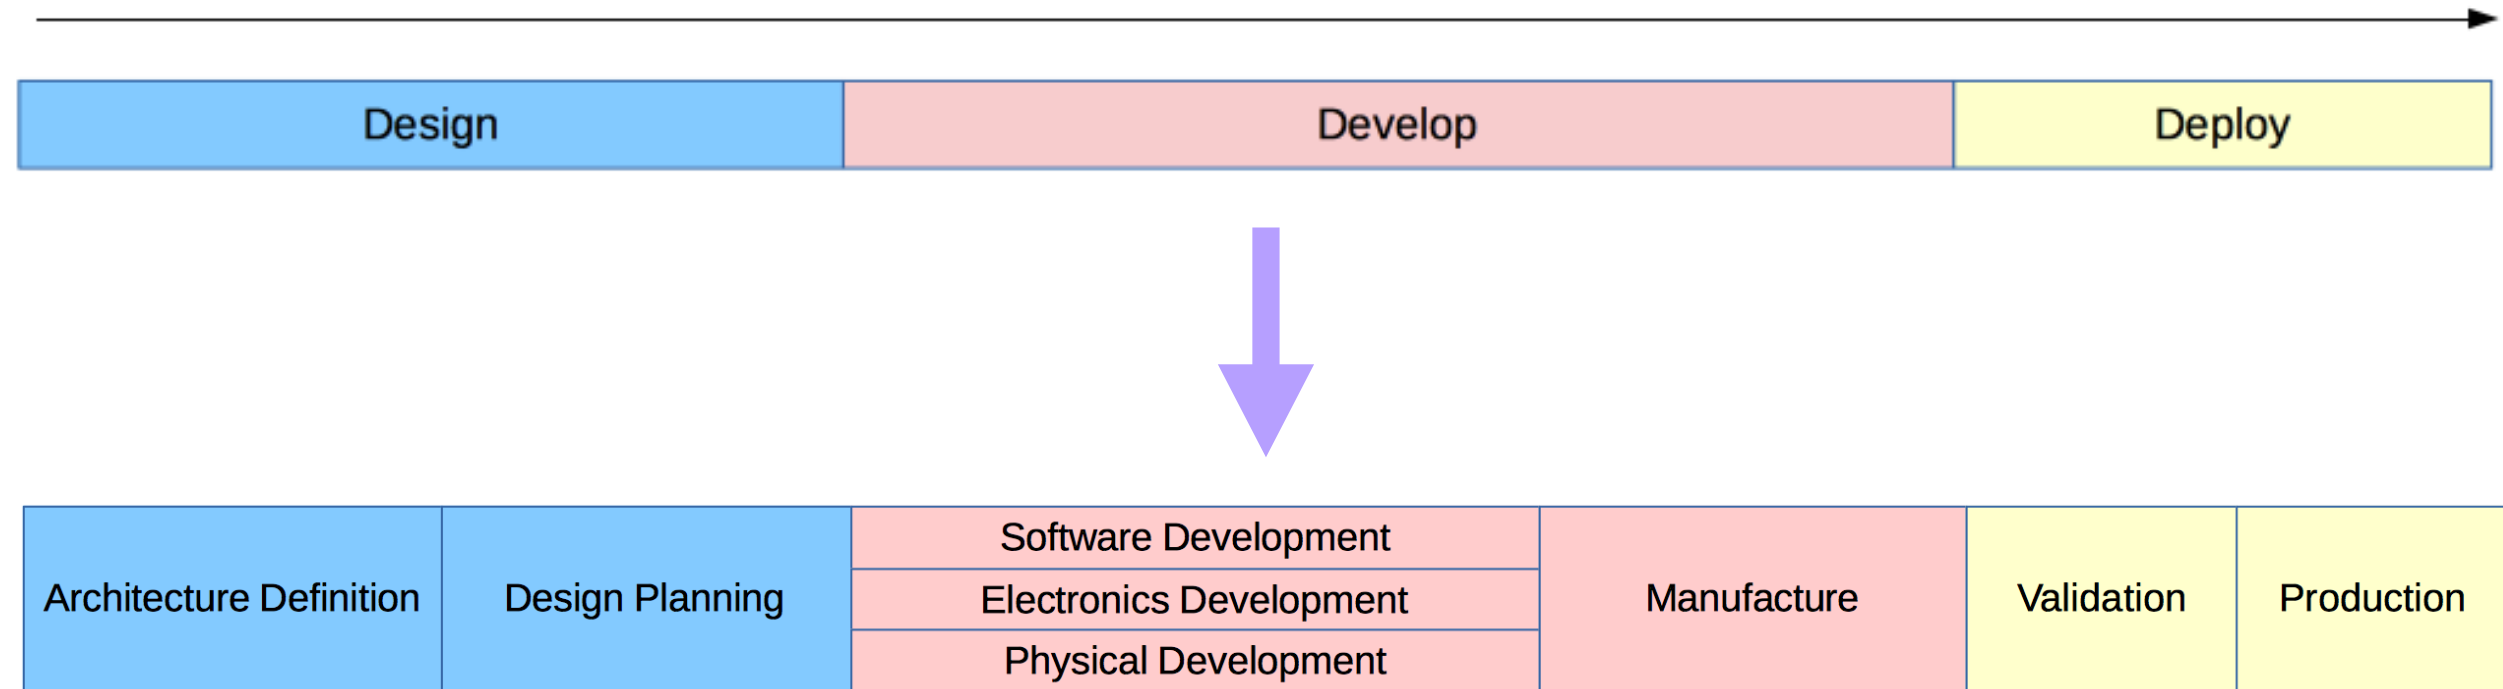 Design
Develop
Deploy
Architecture Definition
Design Planning
Software Development
Electronics Development
Physical Development
Manufacture
Validation
Production